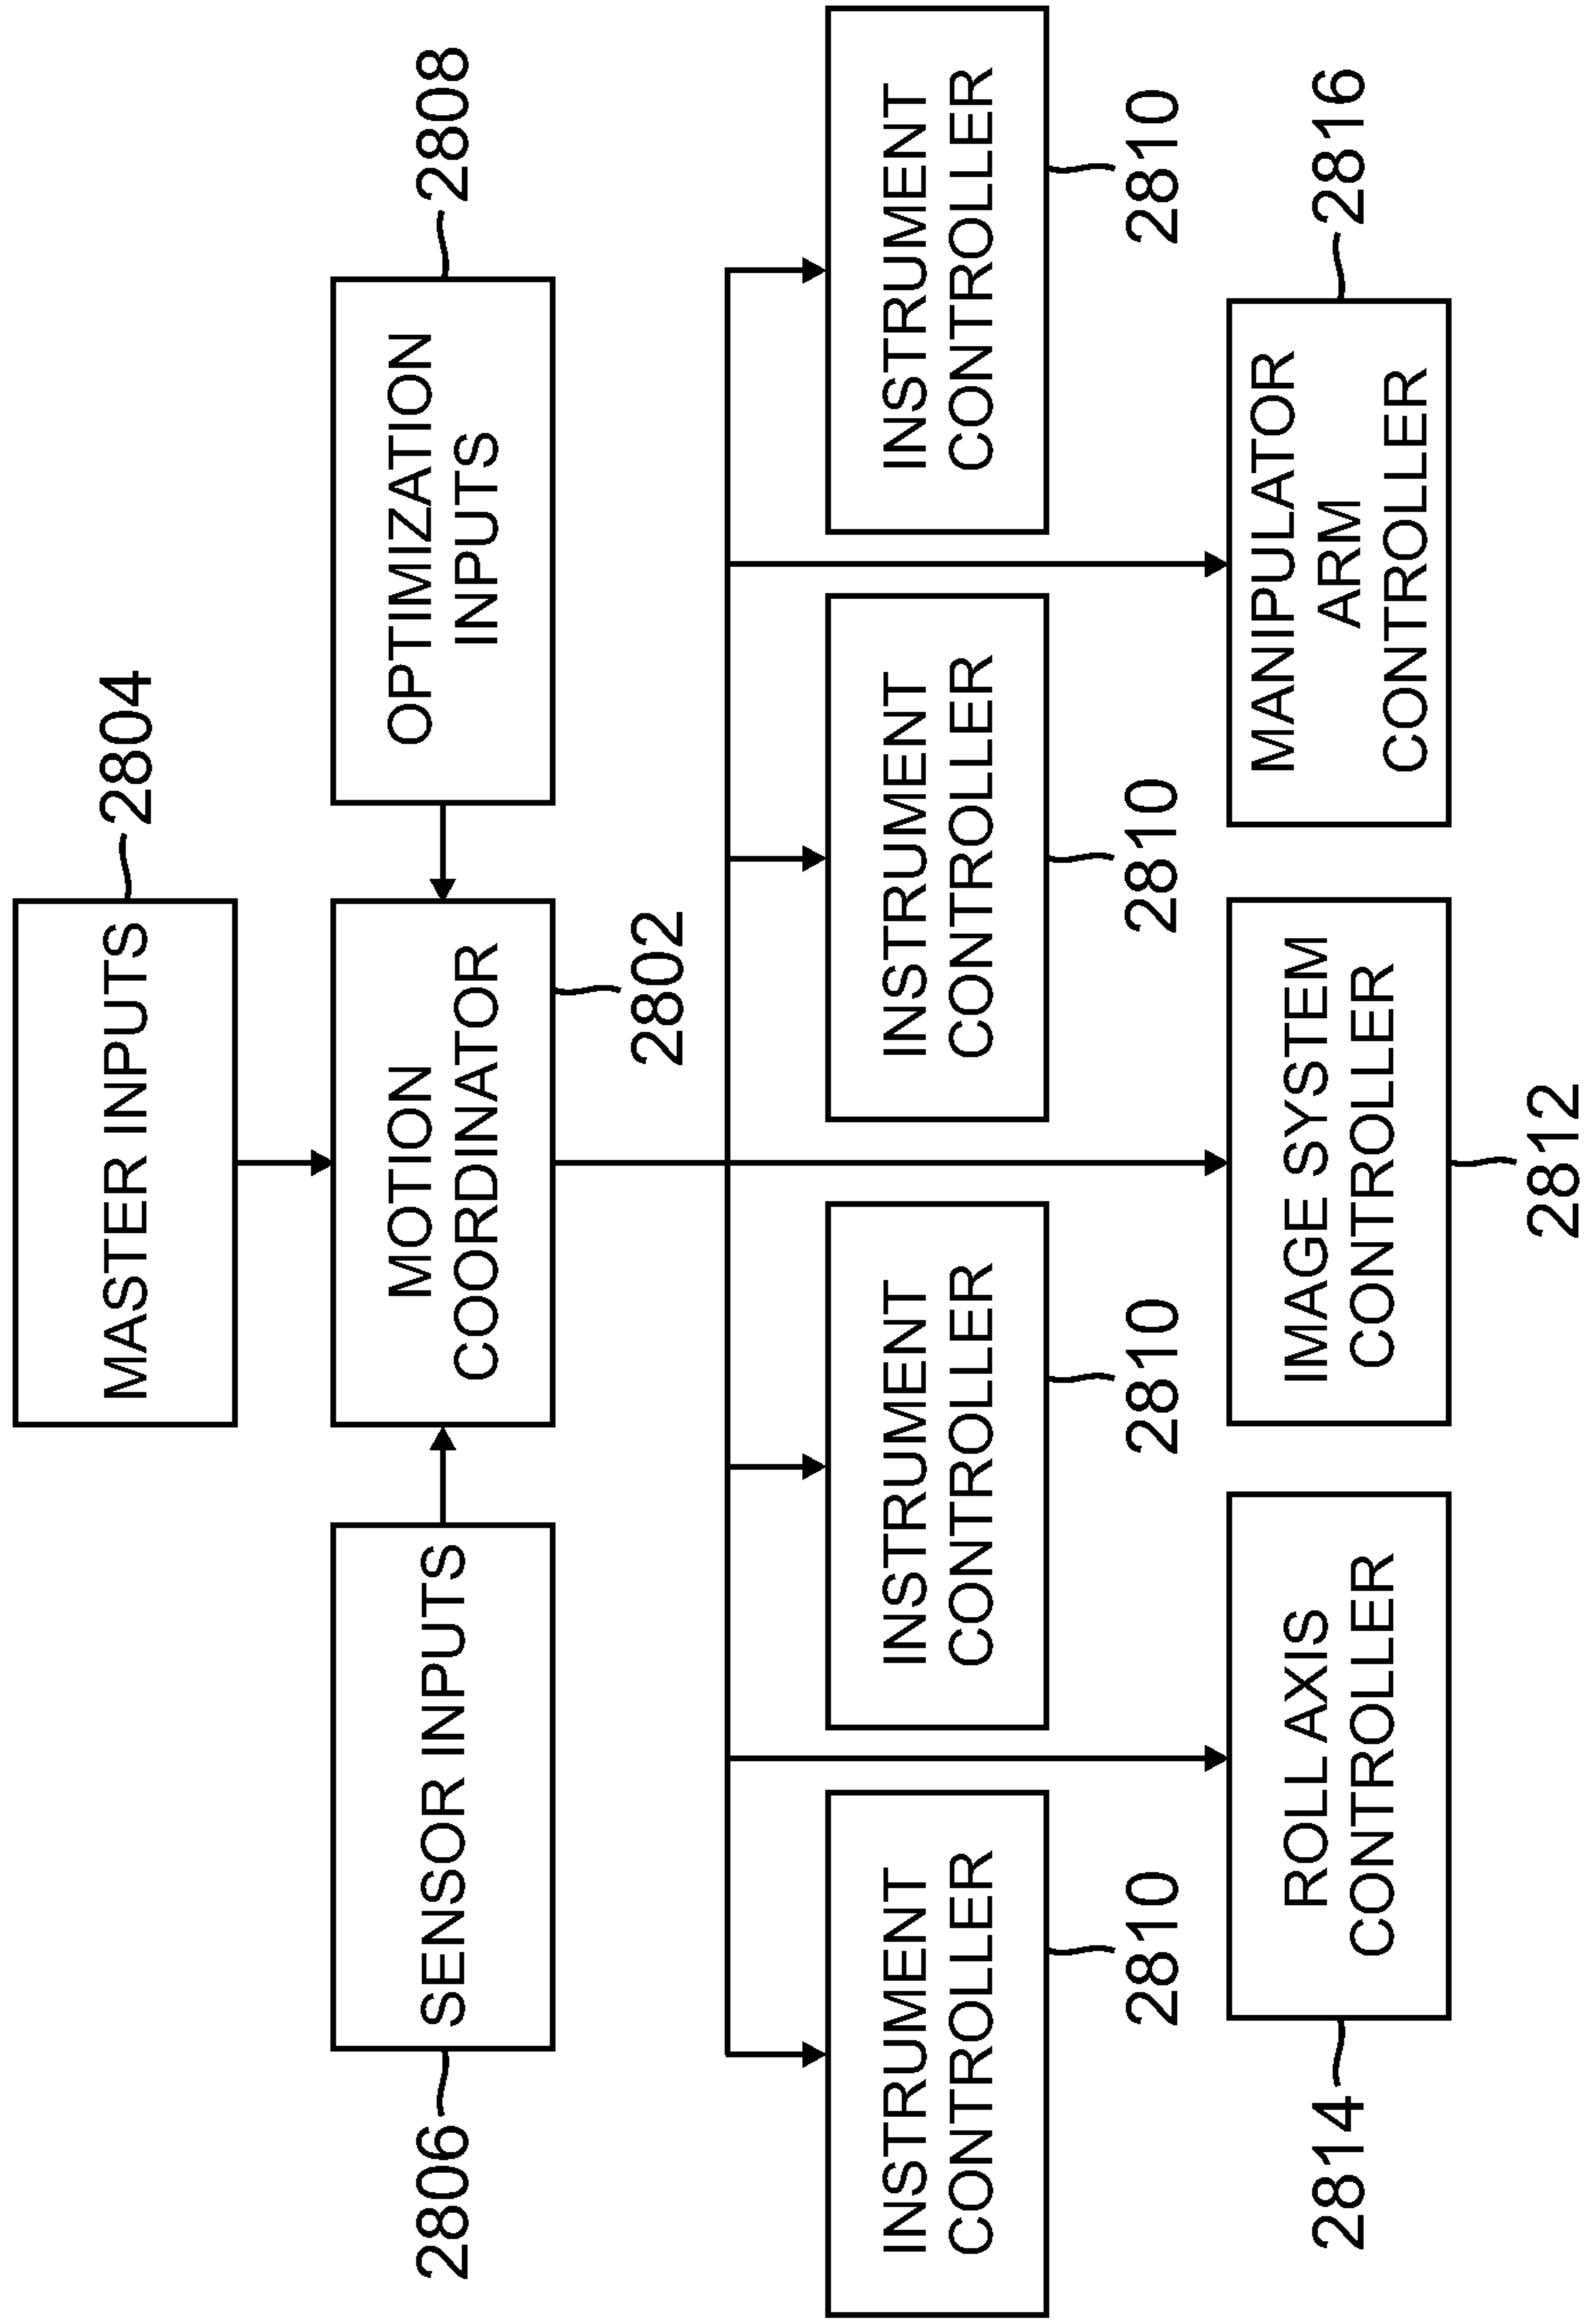 MASTER INPUTS
2804
SENSOR INPUTS
2806
MOTION
COORDINATOR
2802
OPTIMIZATION
INPUTS
2808
INSTRUMENT
CONTROLLER
2810
INSTRUMENT
CONTROLLER
2810
INSTRUMENT
CONTROLLER
2810
INSTRUMENT
CONTROLLER
2810
ROLL AXIS
CONTROLLER
2814
IMAGE SYSTEM
CONTROLLER
2812
MANIPULATOR
ARM
CONTROLLER
2816